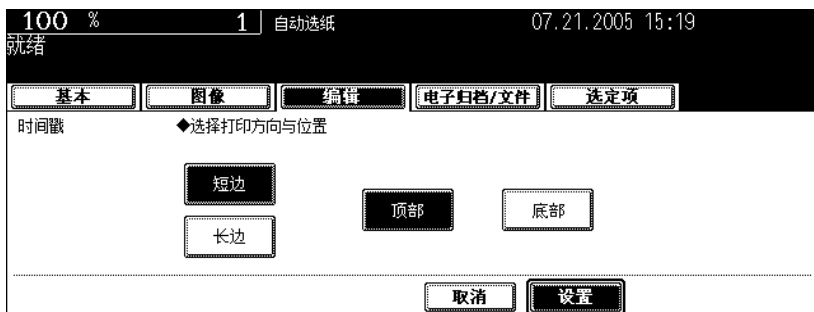 100 % 1 自动选纸 07.21.2005 15:19
就绪
基本 图像 编辑 电子归档/文件 选定项
时间戳 ◆选择打印方向与位置
短边
顶部 底部
长边
取消 设置